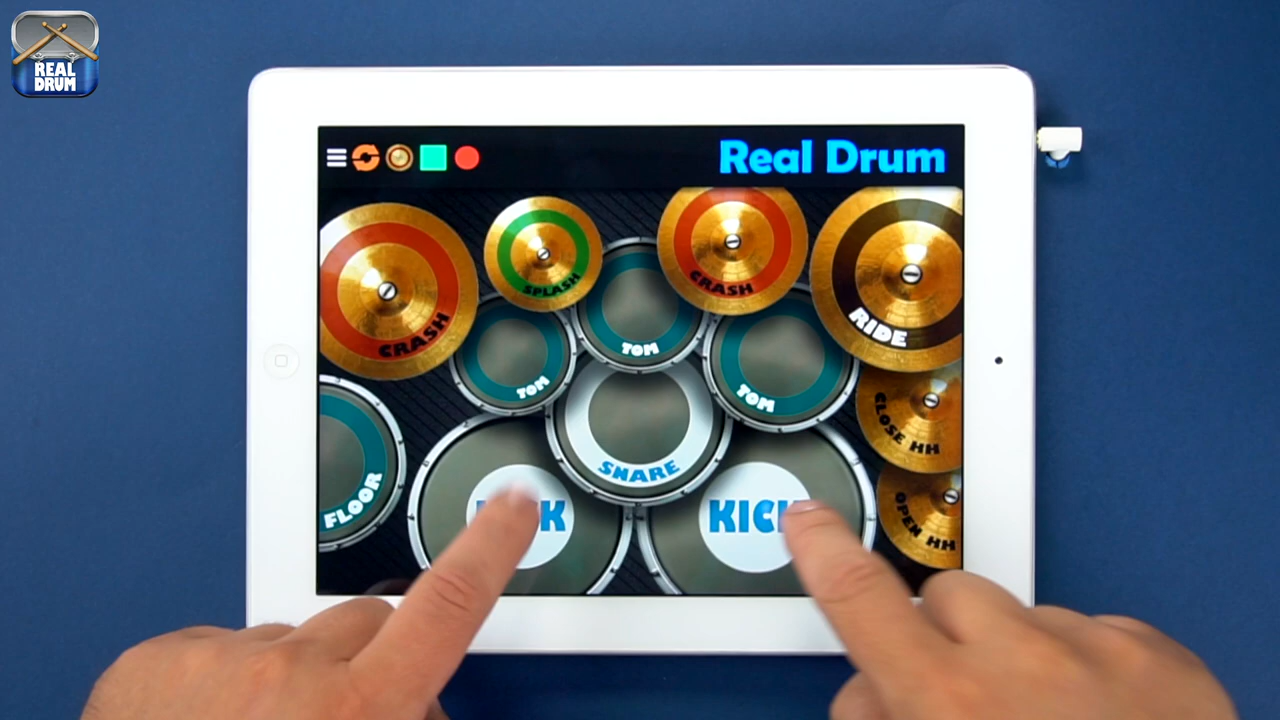 REAL
DRUM
Real Drum
CRASH
SPLASH
CRASH
RIDE
TOM
TOM
TOM
CLOSE HH
SNARE
FLOOR
KICK
OPEN HH